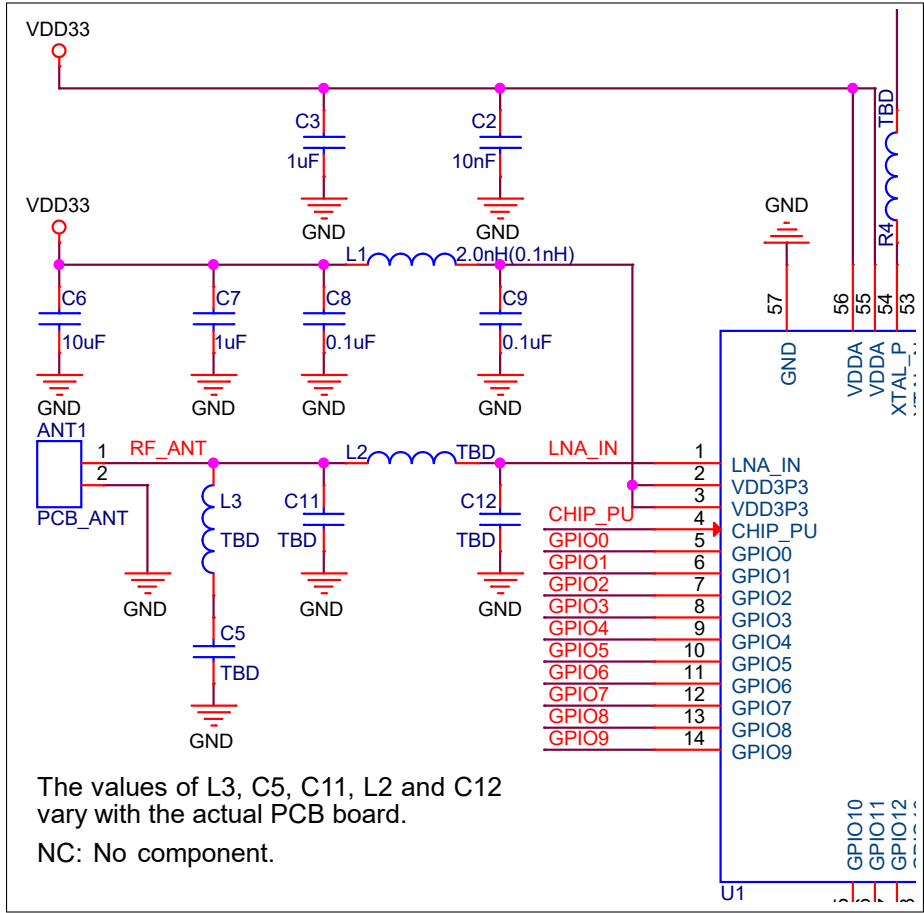 VDD33
C3
1uF
GND
C2
10nF
GND
TBD
R4
VDD33
L1
2.0nH(0.1nH)
C6
10uF
GND
C7
1uF
GND
C8
0.1uF
GND
C9
0.1uF
GND
GND
57
56
55
54
53
GND
VDDA
VDDA
XTAL_P
ANT1
1
2
PCB_ANT
RF_ANT
GND
L3
TBD
C5
TBD
GND
C11
TBD
GND
L2
TBD
C12
TBD
GND
LNA_IN
1
LNA_IN
2
VDD3P3
3
VDD3P3
CHIP_PU
4
CHIP_PU
GPIO0
5
GPIO0
GPIO1
6
GPIO1
GPIO2
7
GPIO2
GPIO3
8
GPIO3
GPIO4
9
GPIO4
GPIO5
10
GPIO5
GPIO6
11
GPIO6
GPIO7
12
GPIO7
GPIO8
13
GPIO8
GPIO9
14
GPIO9
GPIO10
GPIO11
GPIO12
U1
The values of L3, C5, C11, L2 and C12
vary with the actual PCB board.
NC: No component.